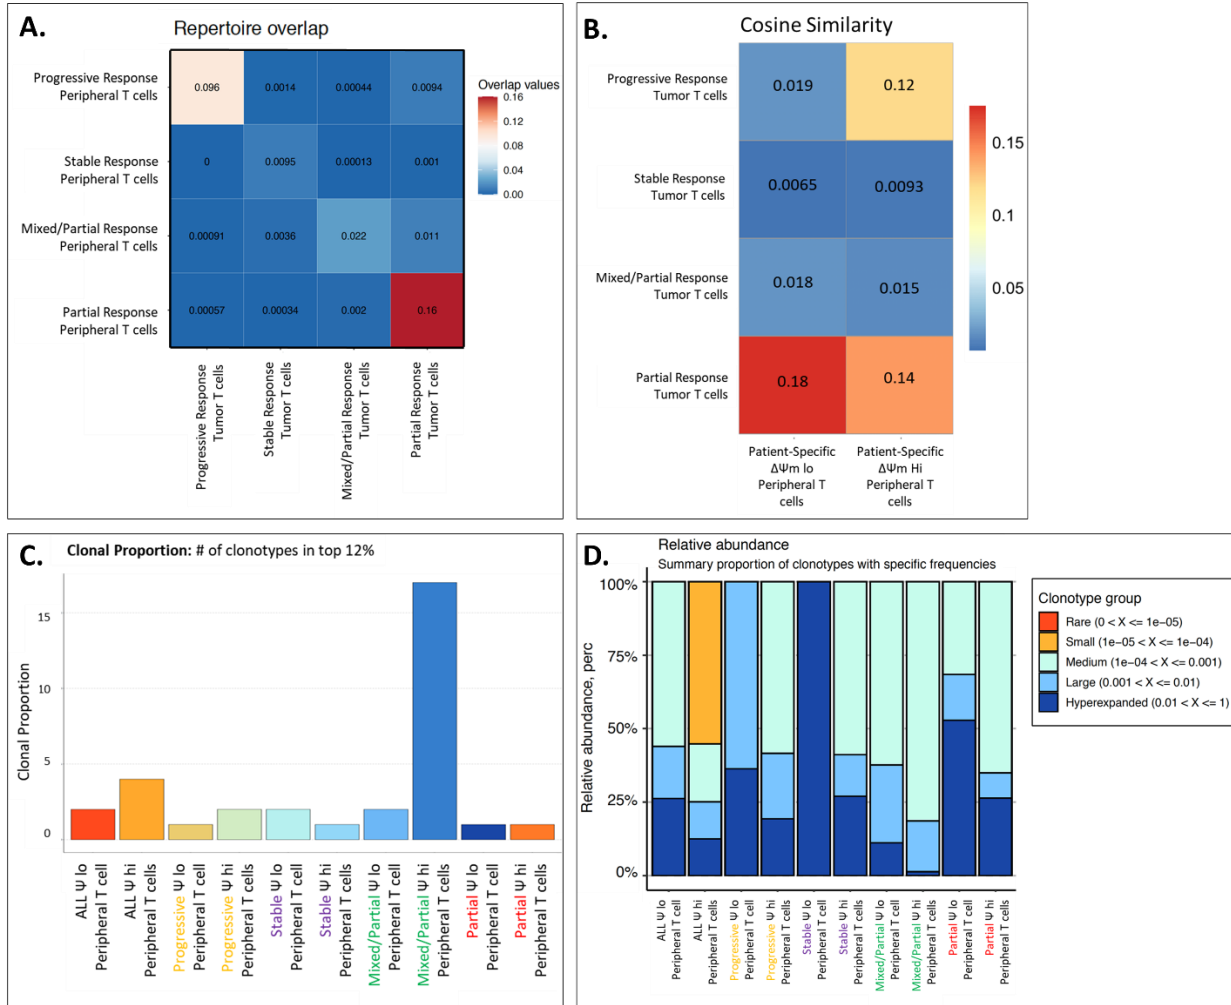 A.
Repertoire overlap
Progressive Response
Peripheral T cells
Stable Response
Peripheral T cells
Mixed/Partial Response
Peripheral T cells
Partial Response
Peripheral T cells
0.096 0.0014 0.00044 0.0094
0 0.0095 0.00013 0.001
0.00091 0.0036 0.022 0.011
0.00057 0.00034 0.002 0.16
Progressive Response
Tumor T cells
Stable Response
Tumor T cells
Mixed/Partial Response
Tumor T cells
Partial Response
Tumor T cells
Overlap values
0.16
0.12
0.08
0.04
0.00
B.
Cosine Similarity
Progressive Response
Tumor T cells
Stable Response
Tumor T cells
Mixed/Partial Response
Tumor T cells
Partial Response
Tumor T cells
0.019 0.12
0.0065 0.0093
0.018 0.015
0.18 0.14
Patient-Specific
ΔΨm lo
Peripheral T
cells
Patient-Specific
ΔΨm Hi
Peripheral T
cells
0.15
0.1
0.05
C.
Clonal Proportion: # of clonotypes in top 12%
Clonal Proportion
15
10
5
0
ALL Ψ lo
Peripheral T cell
ALL Ψ hi
Peripheral T cells
Progressive Ψ lo
Peripheral T cell
Progressive Ψ hi
Peripheral T cells
Stable Ψ lo
Peripheral T cell
Stable Ψ hi
Peripheral T cells
Mixed/Partial Ψ lo
Peripheral T cell
Mixed/Partial Ψ hi
Peripheral T cells
Partial Ψ lo
Peripheral T cell
Partial Ψ hi
Peripheral T cells
D.
Relative abundance
Summary proportion of clonotypes with specific frequencies
Relative abundance, perc
100%
75%
50%
25%
0%
ALL Ψ lo
Peripheral T cell
ALL Ψ hi
Peripheral T cells
Progressive Ψ lo
Peripheral T cell
Progressive Ψ hi
Peripheral T cells
Stable Ψ lo
Peripheral T cell
Stable Ψ hi
Peripheral T cells
Mixed/Partial Ψ lo
Peripheral T cell
Mixed/Partial Ψ hi
Peripheral T cells
Partial Ψ lo
Peripheral T cell
Partial Ψ hi
Peripheral T cells
Clonotype group
Rare (0 < X <= 1e−05)
Small (1e−05 < X <= 1e−04)
Medium (1e−04 < X <= 0.001)
Large (0.001 < X <= 0.01)
Hyperexpanded (0.01 < X <= 1)